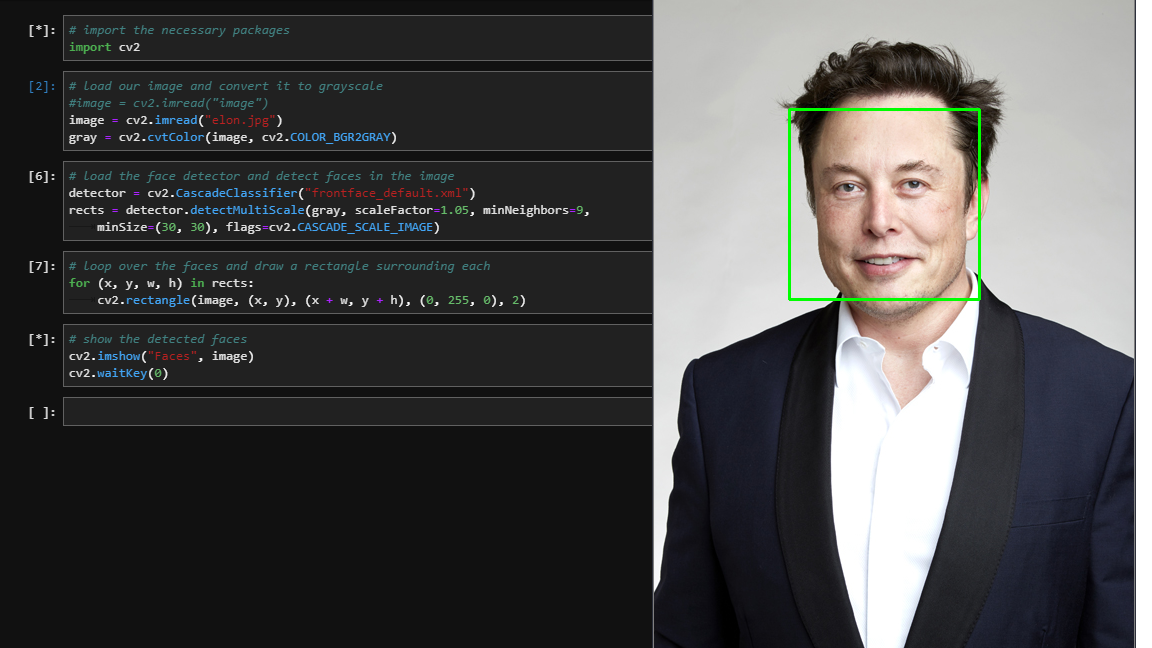 [*]: # import the necessary packages
import cv2
[2]: # load our image and convert it to grayscale
#image = cv2.imread("image")
image = cv2.imread("elon.jpg")
gray = cv2.cvtColor(image, cv2.COLOR_BGR2GRAY)
[6]: # load the face detector and detect faces in the image
detector = cv2.CascadeClassifier("frontface_default.xml")
rects = detector.detectMultiScale(gray, scaleFactor=1.05, minNeighbors=9,
minSize=(30, 30), flags=cv2.CASCADE_SCALE_IMAGE)
[7]: # loop over the faces and draw a rectangle surrounding each
for (x, y, w, h) in rects:
cv2.rectangle(image, (x, y), (x + w, y + h), (0, 255, 0), 2)
[*]: # show the detected faces
cv2.imshow("Faces", image)
cv2.waitKey(0)
[ ]: